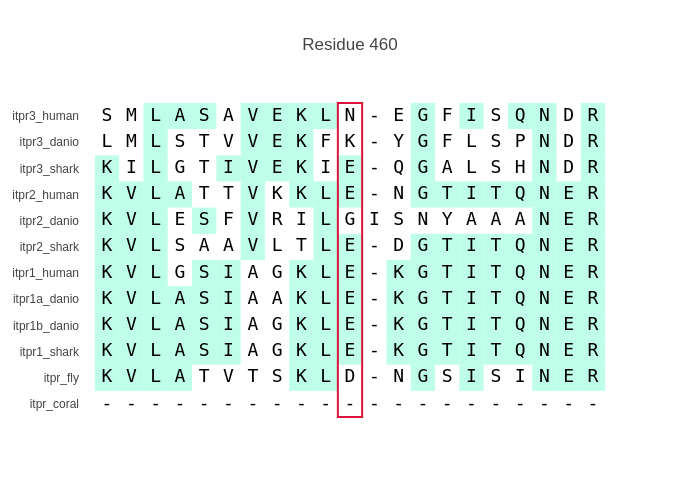 Residue 460
itpr3_human S M L A S A V E K L N - E G F I S Q N D R
itpr3_danio L M L S T V V E K F K - Y G F L S P N D R
itpr3_shark K I L G T I V E K I E - Q G A L S H N D R
itpr2_human K V L A T T V K K L E - N G T I T Q N E R
itpr2_danio K V L E S F V R I L G I S N Y A A A N E R
itpr2_shark K V L S A A V L T L E - D G T I T Q N E R
itpr1_human K V L G S I A G K L E - K G T I T Q N E R
itpr1a_danio K V L A S I A A K L E - K G T I T Q N E R
itpr1b_danio K V L A S I A G K L E - K G T I T Q N E R
itpr1_shark K V L A S I A G K L E - K G T I T Q N E R
itpr_fly K V L A T V T S K L D - N G S I S I N E R
itpr_coral - - - - - - - - - - - - - - - - - - - - -